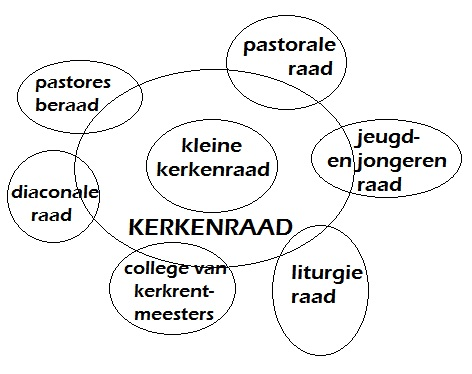 pastorale
raad
pastores
beraad
kleine
kerkenraad
jeugd-
en jongeren
raad
diaconale
raad
KERKENRAAD
college van
kerkrent-
meesters
liturgie
raad